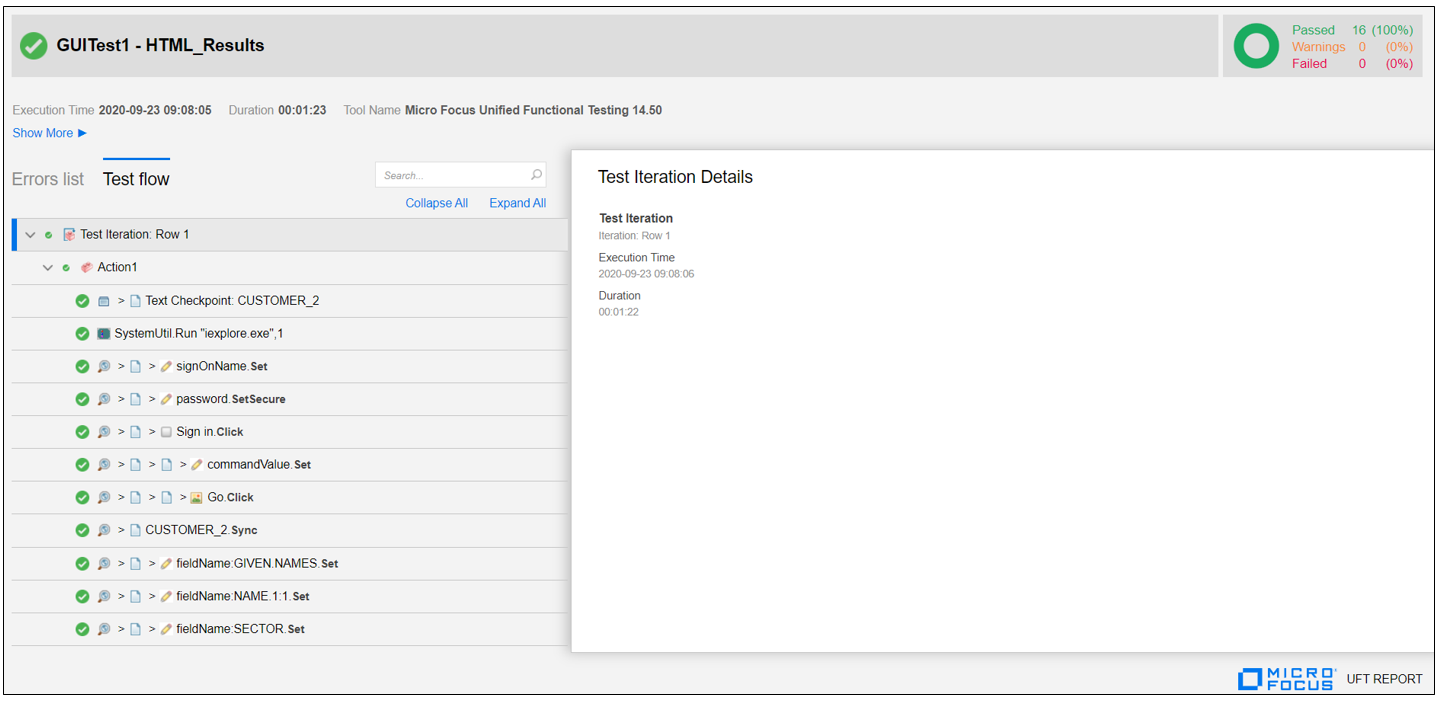 GUITest1 - HTML_Results
Passed 16 (100%)
Warnings 0 (0%)
Failed 0 (0%)
Execution Time 2020-09-23 09:08:05 Duration 00:01:23 Tool Name Micro Focus Unified Functional Testing 14.50
Show More ▶
Errors list Test flow
Search...
Collapse All Expand All
Test Iteration: Row 1
Action1
> Text Checkpoint: CUSTOMER_2
SystemUtil.Run "iexplore.exe",1
> > signOnName.Set
> > password.SetSecure
> > Sign in.Click
> > > commandValue.Set
> > > Go.Click
> CUSTOMER_2.Sync
> > fieldName:GIVEN.NAMES.Set
> > fieldName:NAME.1:1.Set
> > fieldName:SECTOR.Set
Test Iteration Details
Test Iteration
Iteration: Row 1
Execution Time
2020-09-23 09:08:06
Duration
00:01:22
MICRO
FOCUS
UFT REPORT